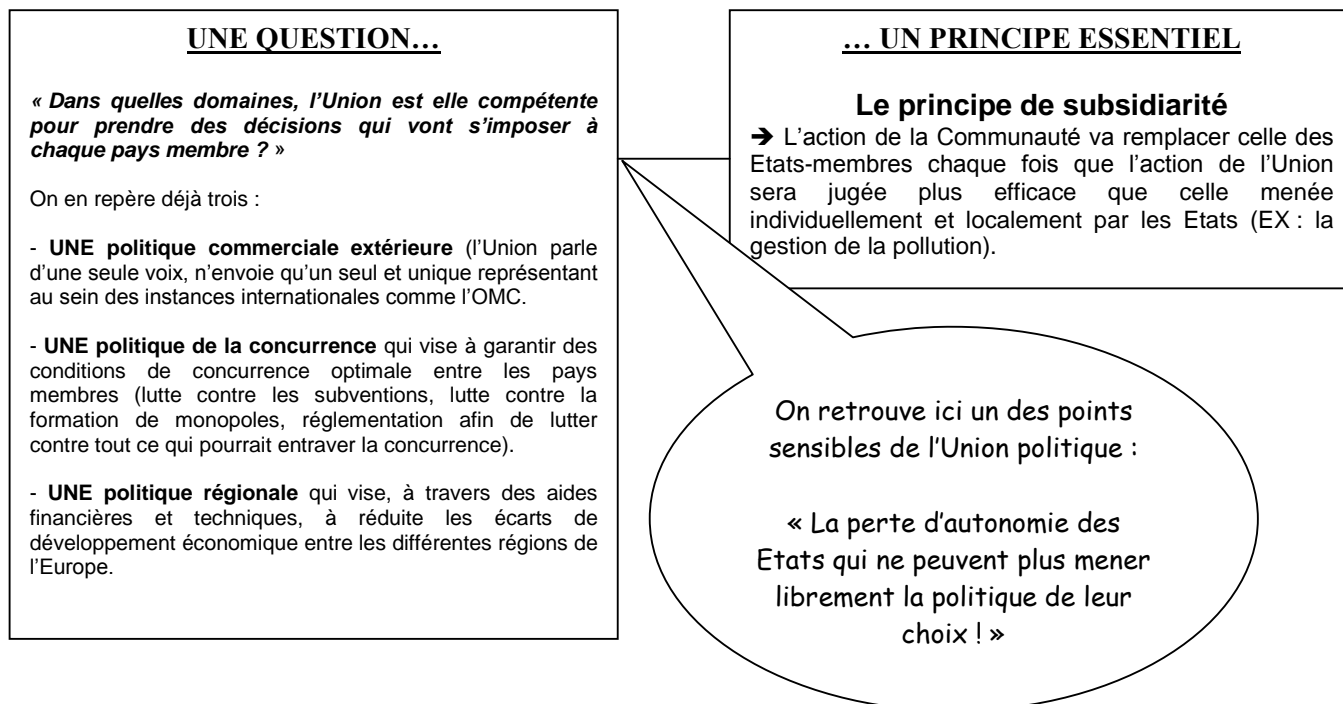 UNE QUESTION…
« Dans quelles domaines, l’Union est elle compétente
pour prendre des décisions qui vont s’imposer à
chaque pays membre ? »
On en repère déjà trois :
- UNE politique commerciale extérieure (l’Union parle
d’une seule voix, n’envoie qu’un seul et unique représentant
au sein des instances internationales comme l’OMC.
- UNE politique de la concurrence qui vise à garantir des
conditions de concurrence optimale entre les pays
membres (lutte contre les subventions, lutte contre la
formation de monopoles, réglementation afin de lutter
contre tout ce qui pourrait entraver la concurrence).
- UNE politique régionale qui vise, à travers des aides
financières et techniques, à réduite les écarts de
développement économique entre les différentes régions de
l’Europe.
… UN PRINCIPE ESSENTIEL
Le principe de subsidiarité
➔ L’action de la Communauté va remplacer celle des
Etats-membres chaque fois que l’action de l’Union
sera jugée plus efficace que celle menée
individuellement et localement par les Etats (EX : la
gestion de la pollution).
On retrouve ici un des points
sensibles de l’Union politique :
« La perte d’autonomie des
Etats qui ne peuvent plus mener
librement la politique de leur
choix ! »